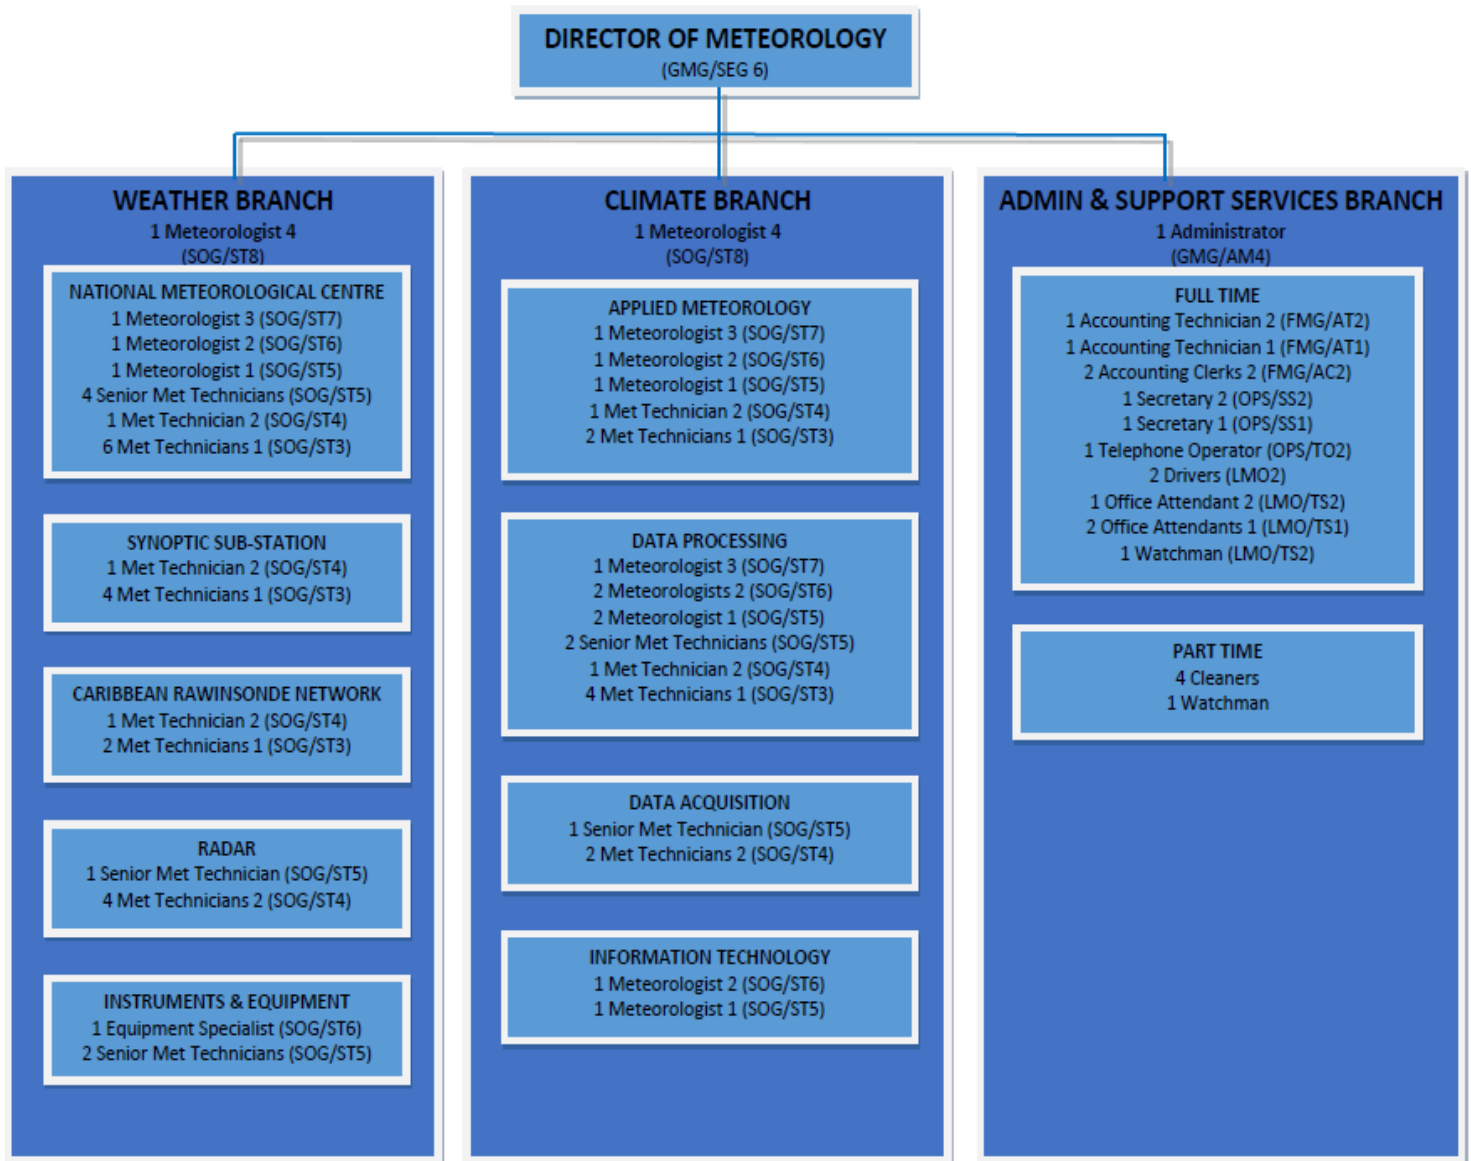 DIRECTOR OF METEOROLOGY
(GMG/SEG 6)
WEATHER BRANCH
1 Meteorologist 4
(SOG/ST8)
NATIONAL METEOROLOGICAL CENTRE
1 Meteorologist 3 (SOG/ST7)
1 Meteorologist 2 (SOG/ST6)
1 Meteorologist 1 (SOG/ST5)
4 Senior Met Technicians (SOG/ST5)
1 Met Technician 2 (SOG/ST4)
6 Met Technicians 1 (SOG/ST3)
SYNOPTIC SUB-STATION
1 Met Technician 2 (SOG/ST4)
4 Met Technicians 1 (SOG/ST3)
CARIBBEAN RAWINSONDE NETWORK
1 Met Technician 2 (SOG/ST4)
2 Met Technicians 1 (SOG/ST3)
RADAR
1 Senior Met Technician (SOG/ST5)
4 Met Technicians 2 (SOG/ST4)
INSTRUMENTS & EQUIPMENT
1 Equipment Specialist (SOG/ST6)
2 Senior Met Technicians (SOG/ST5)
CLIMATE BRANCH
1 Meteorologist 4
(SOG/ST8)
APPLIED METEOROLOGY
1 Meteorologist 3 (SOG/ST7)
1 Meteorologist 2 (SOG/ST6)
1 Meteorologist 1 (SOG/ST5)
1 Met Technician 2 (SOG/ST4)
2 Met Technicians 1 (SOG/ST3)
DATA PROCESSING
1 Meteorologist 3 (SOG/ST7)
2 Meteorologists 2 (SOG/ST6)
2 Meteorologist 1 (SOG/ST5)
2 Senior Met Technicians (SOG/ST5)
1 Met Technician 2 (SOG/ST4)
4 Met Technicians 1 (SOG/ST3)
DATA ACQUISITION
1 Senior Met Technician (SOG/ST5)
2 Met Technicians 2 (SOG/ST4)
INFORMATION TECHNOLOGY
1 Meteorologist 2 (SOG/ST6)
1 Meteorologist 1 (SOG/ST5)
ADMIN & SUPPORT SERVICES BRANCH
1 Administrator
(GMG/AM4)
FULL TIME
1 Accounting Technician 2 (FMG/AT2)
1 Accounting Technician 1 (FMG/AT1)
2 Accounting Clerks 2 (FMG/AC2)
1 Secretary 2 (OPS/SS2)
1 Secretary 1 (OPS/SS1)
1 Telephone Operator (OPS/TO2)
2 Drivers (LMO2)
1 Office Attendant 2 (LMO/TS2)
2 Office Attendants 1 (LMO/TS1)
1 Watchman (LMO/TS2)
PART TIME
4 Cleaners
1 Watchman